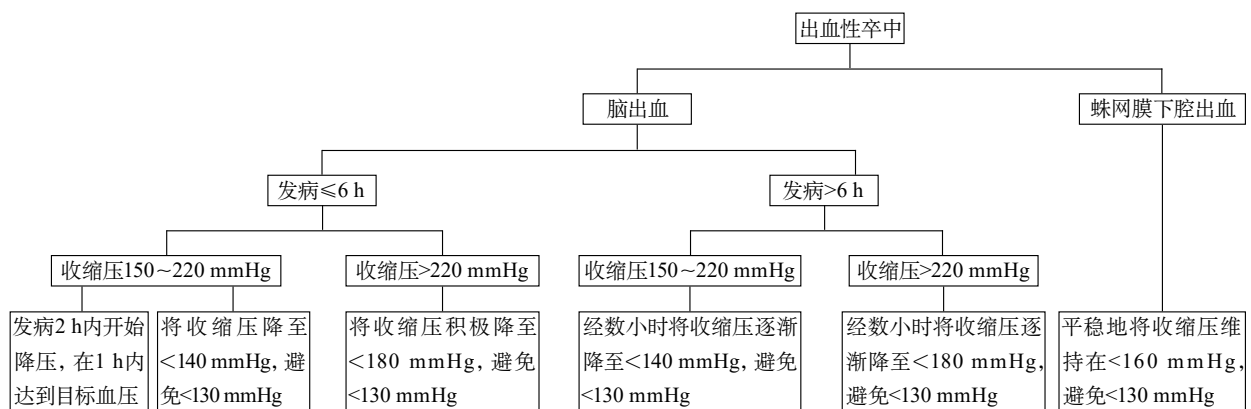 出血性卒中
脑出血
蛛网膜下腔出血
发病≤6 h
发病>6 h
收缩压150~220 mmHg
收缩压>220 mmHg
收缩压150~220 mmHg
收缩压>220 mmHg
发病2 h内开始
降压，在1 h内
达到目标血压
将收缩压降至
<140 mmHg，避
免<130 mmHg
将收缩压积极降至
<180 mmHg，避免
<130 mmHg
经数小时将收缩压逐渐
降至<140 mmHg，避免
<130 mmHg
经数小时将收缩压逐
渐降至<180 mmHg，
避免<130 mmHg
平稳地将收缩压维
持在<160 mmHg，
避免<130 mmHg